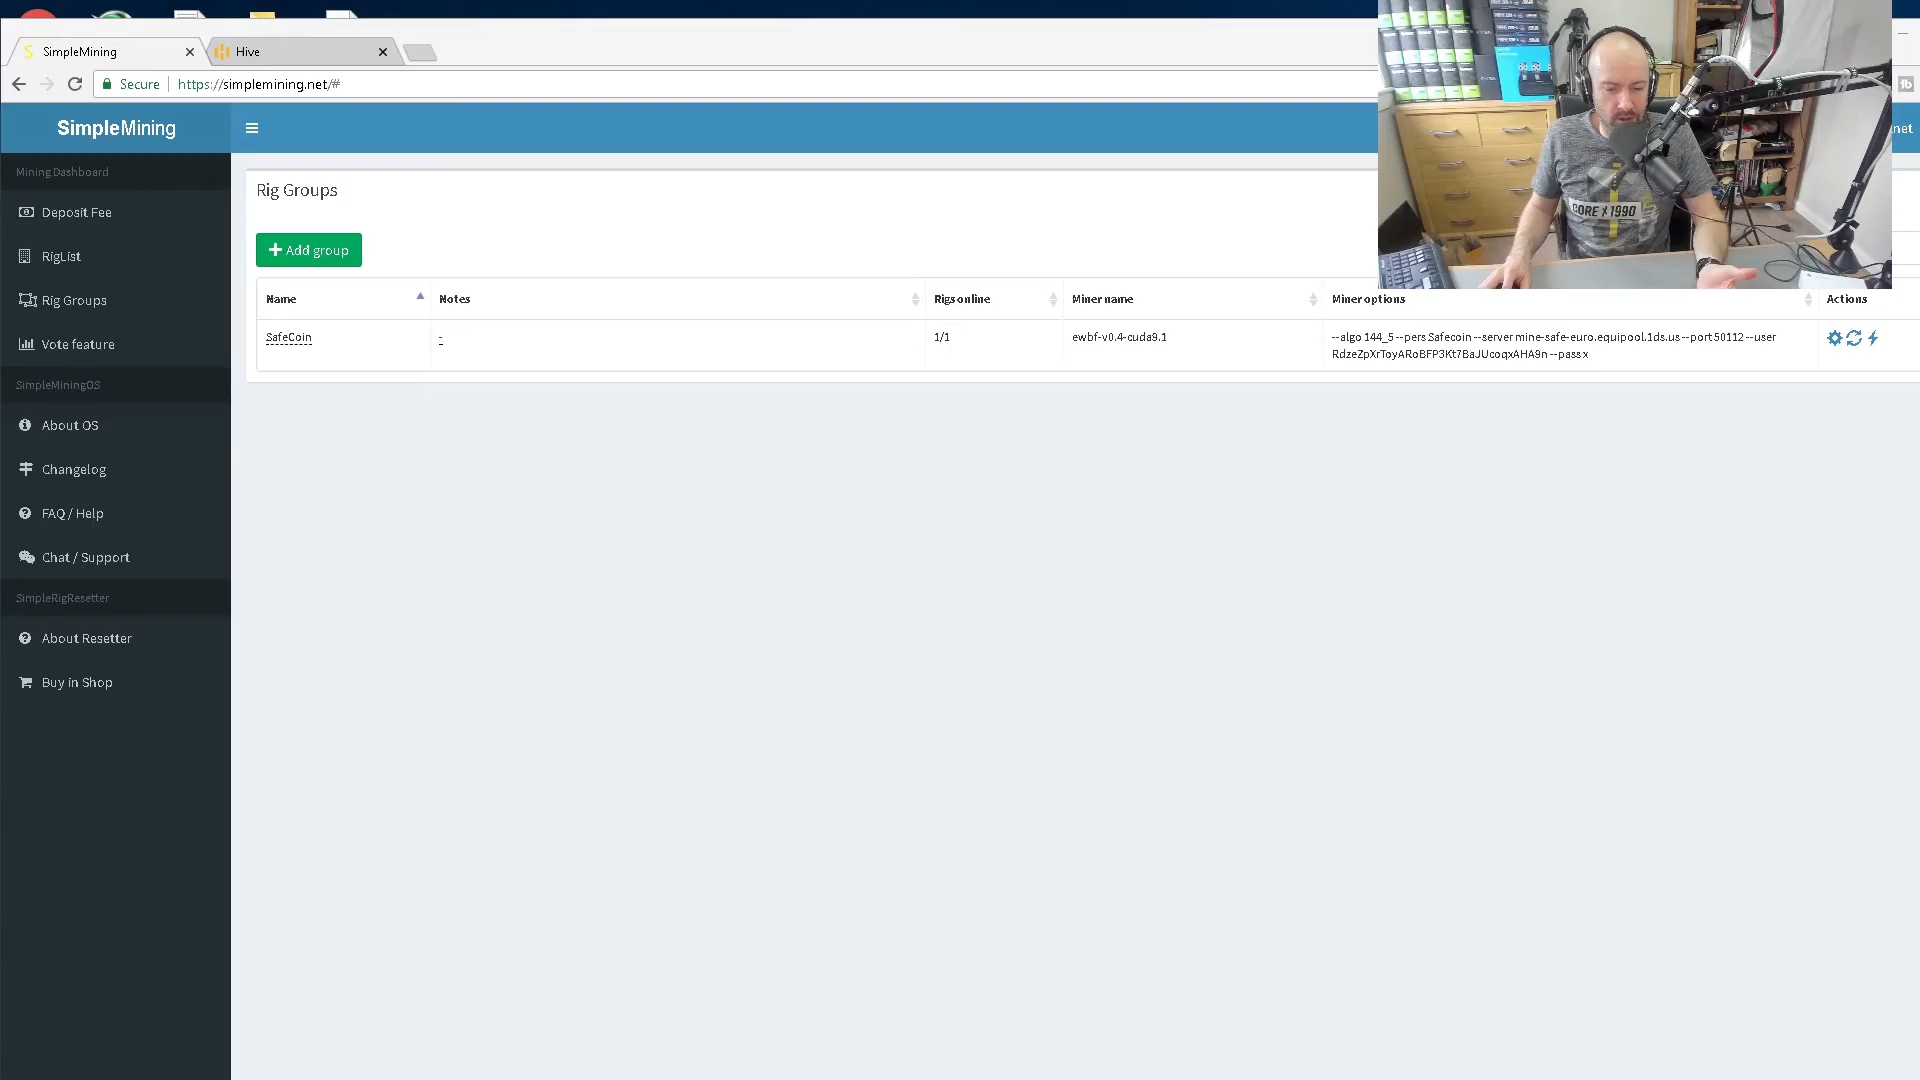 SimpleMining
Hive
Secure | https://simplemining.net/#
SimpleMining
Mining Dashboard
Deposit Fee
RigList
Rig Groups
Vote feature
SimpleMiningOS
About OS
Changelog
FAQ / Help
Chat / Support
SimpleRigResetter
About Resetter
Buy in Shop
Rig Groups
Add group
Name Notes Rigs online Miner name Miner options Actions
SafeCoin - 1/1 ewbf-v0.4-cuda9.1 --algo 144_5 --pers Safecoin --server mine-safe-euro.equipool.1ds.us --port 50112 --user
RdzeZpXrToyARoBFP3Kt7BaJUcoqxAHA9n --pass x
CORE X 1990
net